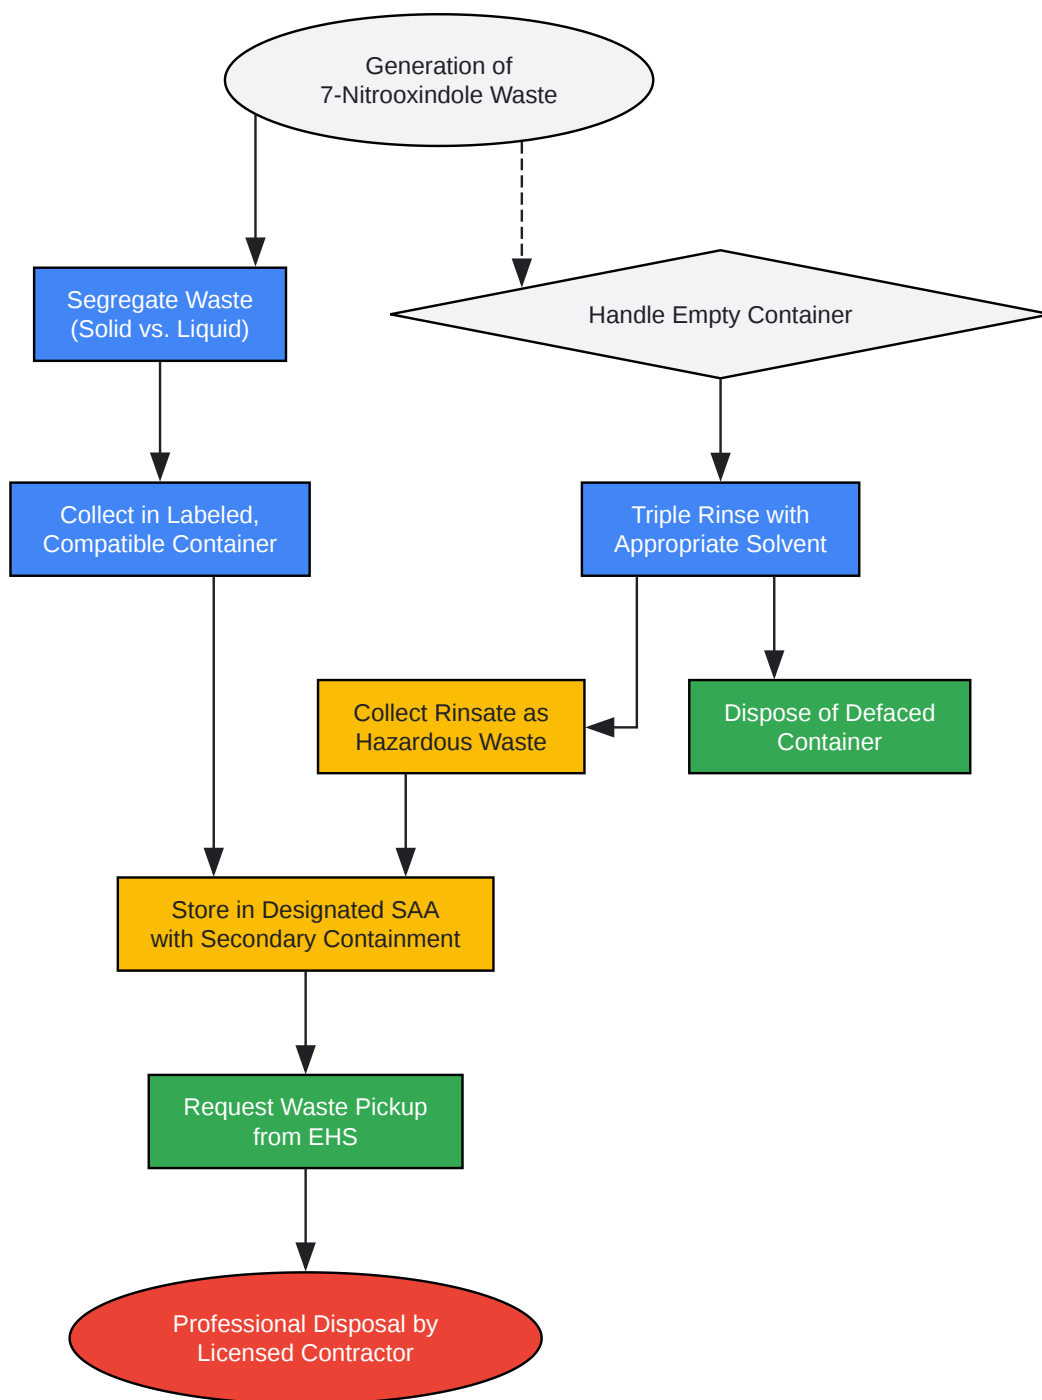 Generation of
7-Nitrooxindole Waste
Segregate Waste
(Solid vs. Liquid)
Handle Empty Container
Collect in Labeled,
Compatible Container
Triple Rinse with
Appropriate Solvent
Collect Rinsate as
Hazardous Waste
Dispose of Defaced
Container
Store in Designated SAA
with Secondary Containment
Request Waste Pickup
from EHS
Professional Disposal by
Licensed Contractor